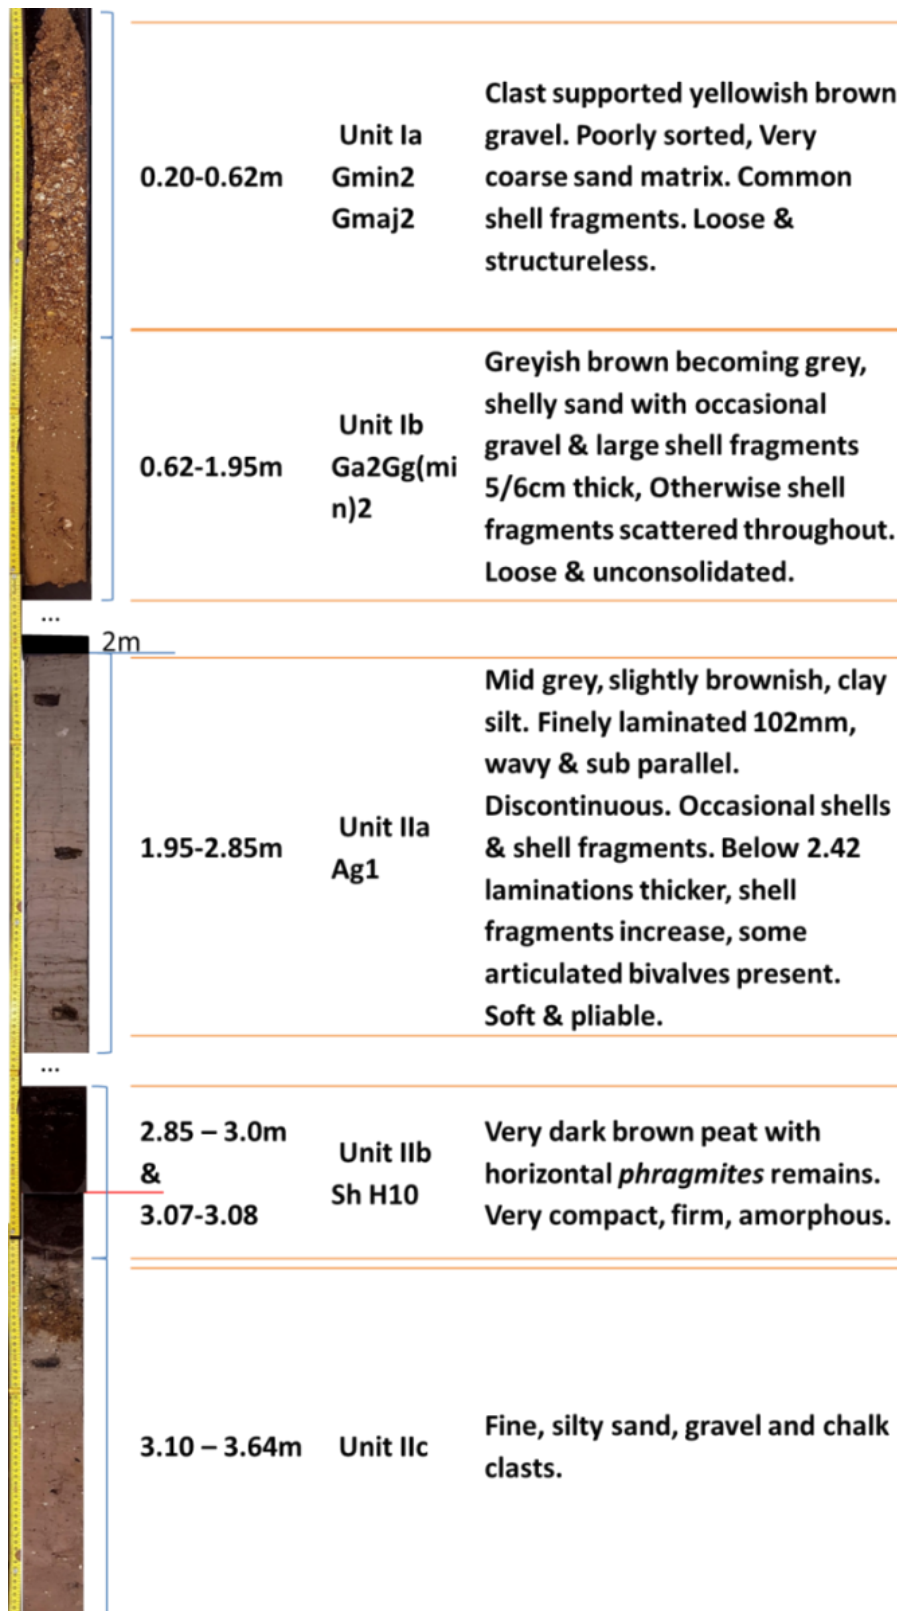 0.20-0.62m
Unit Ia
Gmin2
Gmaj2
Clast supported yellowish brown
gravel. Poorly sorted, Very
coarse sand matrix. Common
shell fragments. Loose &
structureless.
0.62-1.95m
Unit Ib
Ga2Gg(mi
n)2
Greyish brown becoming grey,
shelly sand with occasional
gravel & large shell fragments
5/6cm thick, Otherwise shell
fragments scattered throughout.
Loose & unconsolidated.
...
2m
1.95-2.85m
Unit IIa
Ag1
Mid grey, slightly brownish, clay
silt. Finely laminated 102mm,
wavy & sub parallel.
Discontinuous. Occasional shells
& shell fragments. Below 2.42
laminations thicker, shell
fragments increase, some
articulated bivalves present.
Soft & pliable.
...
2.85 – 3.0m
&
3.07-3.08
Unit IIb
Sh H10
Very dark brown peat with
horizontal phragmites remains.
Very compact, firm, amorphous.
3.10 – 3.64m
Unit IIc
Fine, silty sand, gravel and chalk
clasts.